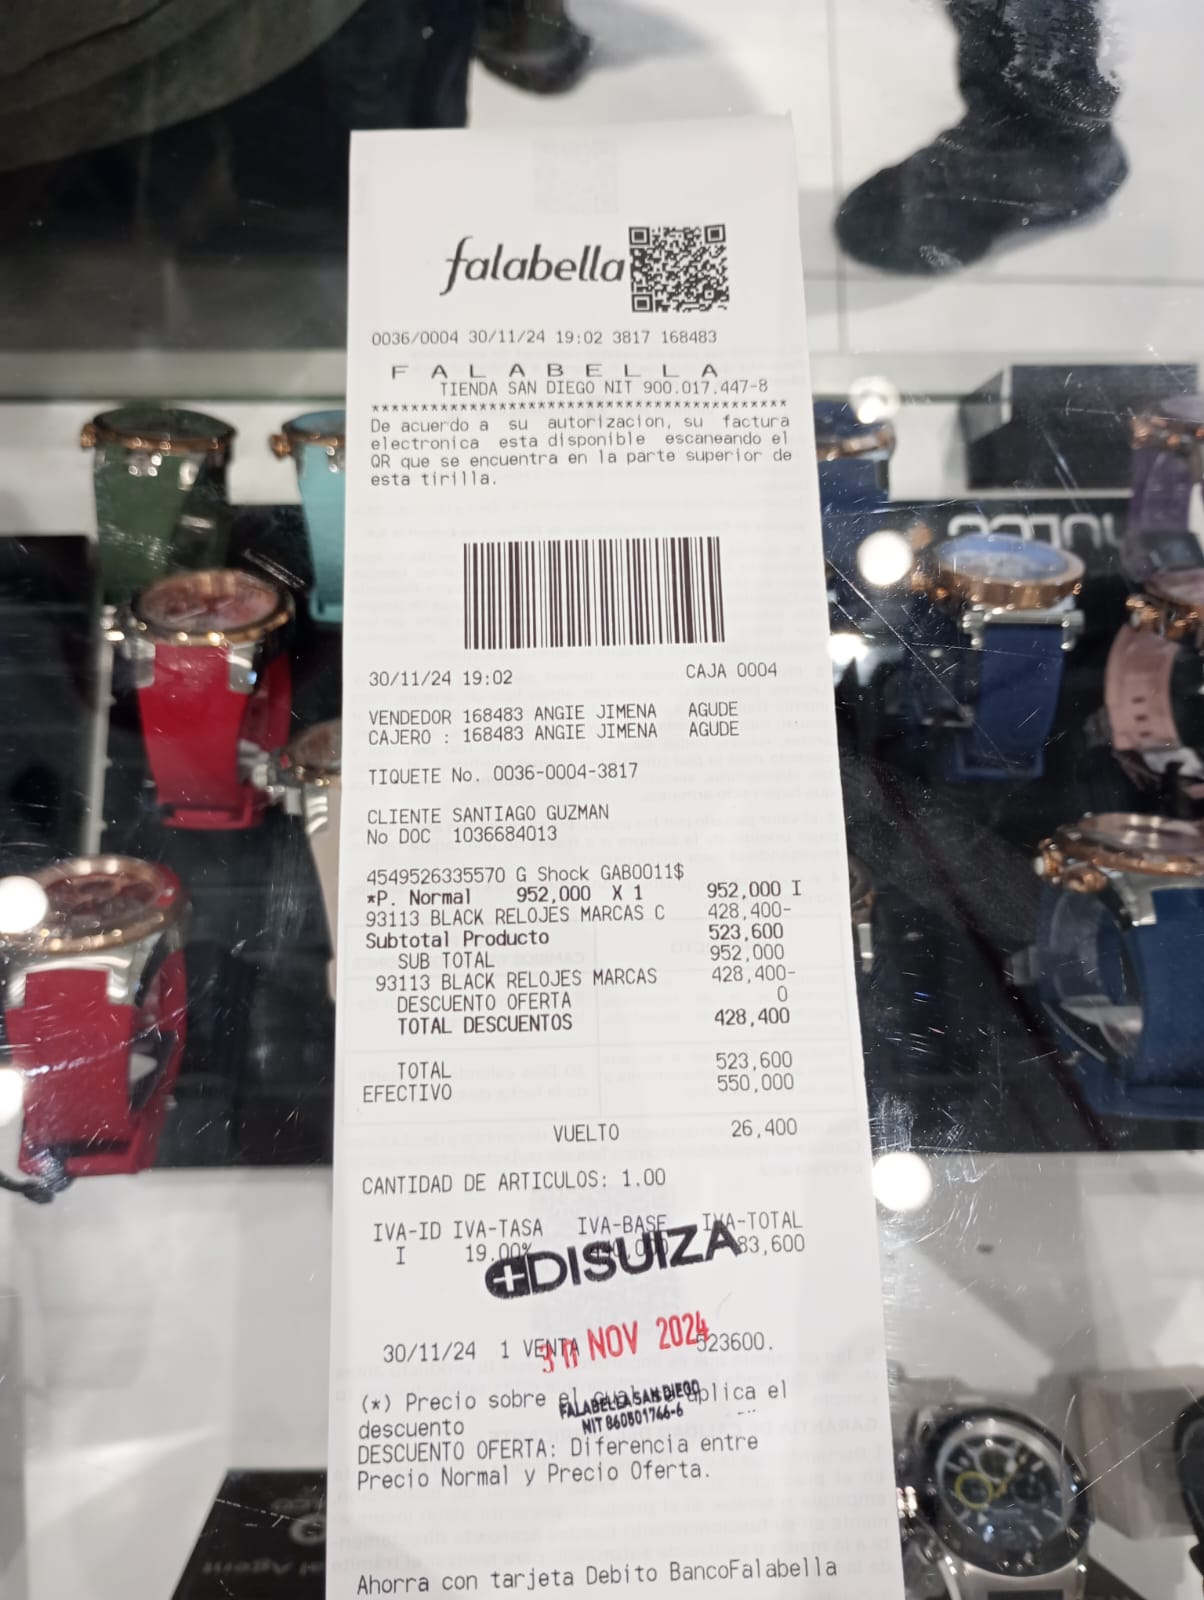 falabella
0036/0004 30/11/24 19:02 3817 168483
F A L A B E L L A
TIENDA SAN DIEGO NIT 900.017.447-8
****************************************
De acuerdo a su autorizacion, su factura
electronica esta disponible escaneando el
QR que se encuentra en la parte superior de
esta tirilla.
30/11/24 19:02 CAJA 0004
VENDEDOR 168483 ANGIE JIMENA AGUDE
CAJERO : 168483 ANGIE JIMENA AGUDE
TIQUETE No. 0036-0004-3817
CLIENTE SANTIAGO GUZMAN
No DOC 1036684013
4549526335570 G Shock GAB0011$
*P. Normal 952,000 X 1 952,000 I
93113 BLACK RELOJES MARCAS C 428,400-
Subtotal Producto 523,600
SUB TOTAL 952,000
93113 BLACK RELOJES MARCAS 428,400-
DESCUENTO OFERTA 0
TOTAL DESCUENTOS 428,400
TOTAL 523,600
EFECTIVO 550,000
VUELTO 26,400
CANTIDAD DE ARTICULOS: 1.00
IVA-ID IVA-TASA IVA-BASE IVA-TOTAL
I 19.00% 83,600
DISUIZA
30/11/24 1 VENTA 523600.
NOV 2024
(*) Precio sobre el cual se aplica el
descuento
FALABELLA SAN DIEGO
NIT 860801766-6
DESCUENTO OFERTA: Diferencia entre
Precio Normal y Precio Oferta.
Ahorra con tarjeta Debito BancoFalabella